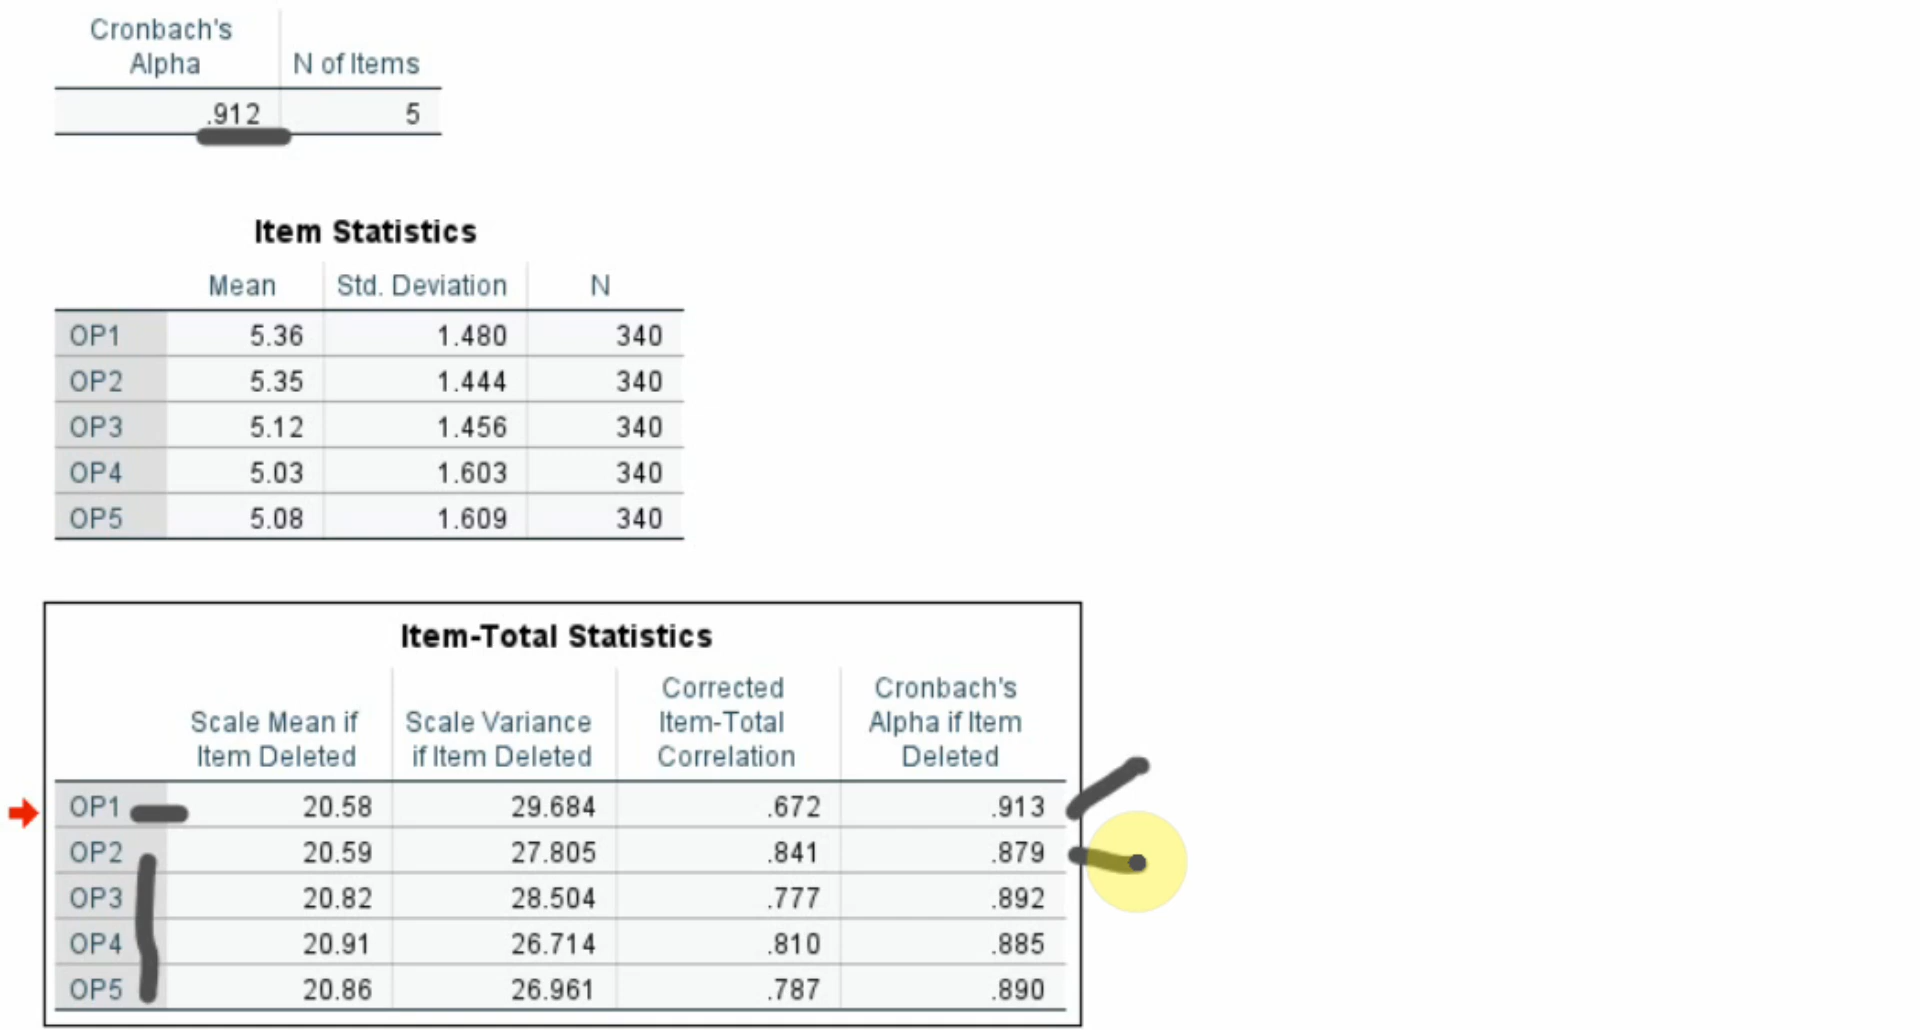 Cronbach's
Alpha N of Items
.912 5
Item Statistics
Mean Std. Deviation N
OP1 5.36 1.480 340
OP2 5.35 1.444 340
OP3 5.12 1.456 340
OP4 5.03 1.603 340
OP5 5.08 1.609 340
Item-Total Statistics
Scale Mean if Item Deleted
Scale Variance if Item Deleted
Corrected Item-Total Correlation
Cronbach's Alpha if Item Deleted
OP1 20.58 29.684 .672 .913
OP2 20.59 27.805 .841 .879
OP3 20.82 28.504 .777 .892
OP4 20.91 26.714 .810 .885
OP5 20.86 26.961 .787 .890